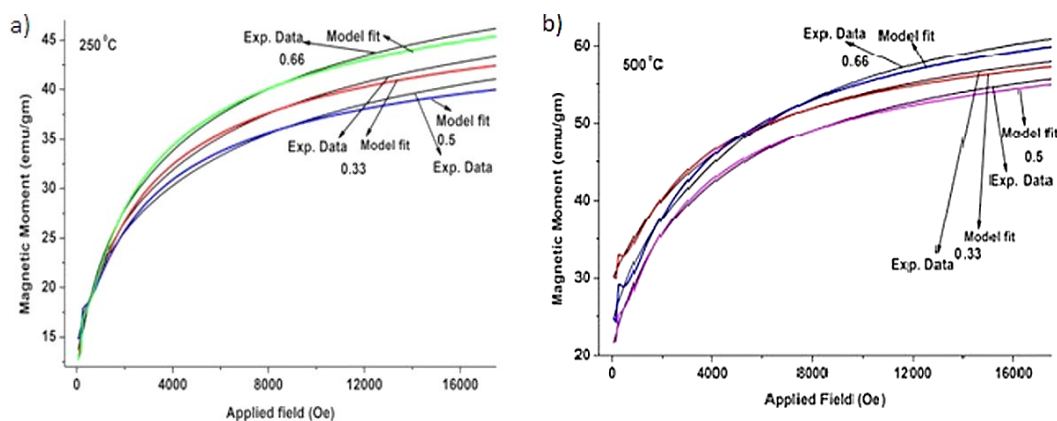 a)
250°C
Exp. Data
0.66
Model fit
Exp. Data
0.33
Model fit
Model fit
0.5
Exp. Data
45
40
35
30
25
20
15
Magnetic Moment (emu/gm)
0
4000
8000
12000
16000
Applied field (Oe)
b)
500°C
Exp. Data
0.66
Model fit
Model fit
0.5
Exp. Data
Model fit
0.33
Exp. Data
60
50
40
30
20
Magnetic Moment (emu/gm)
0
4000
8000
12000
16000
Applied Field (Oe)